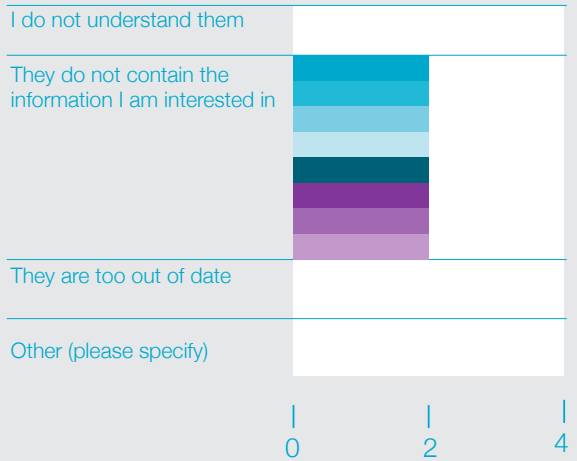 I do not understand them
They do not contain the
information I am interested in
They are too out of date
Other (please specify)
0
2
4